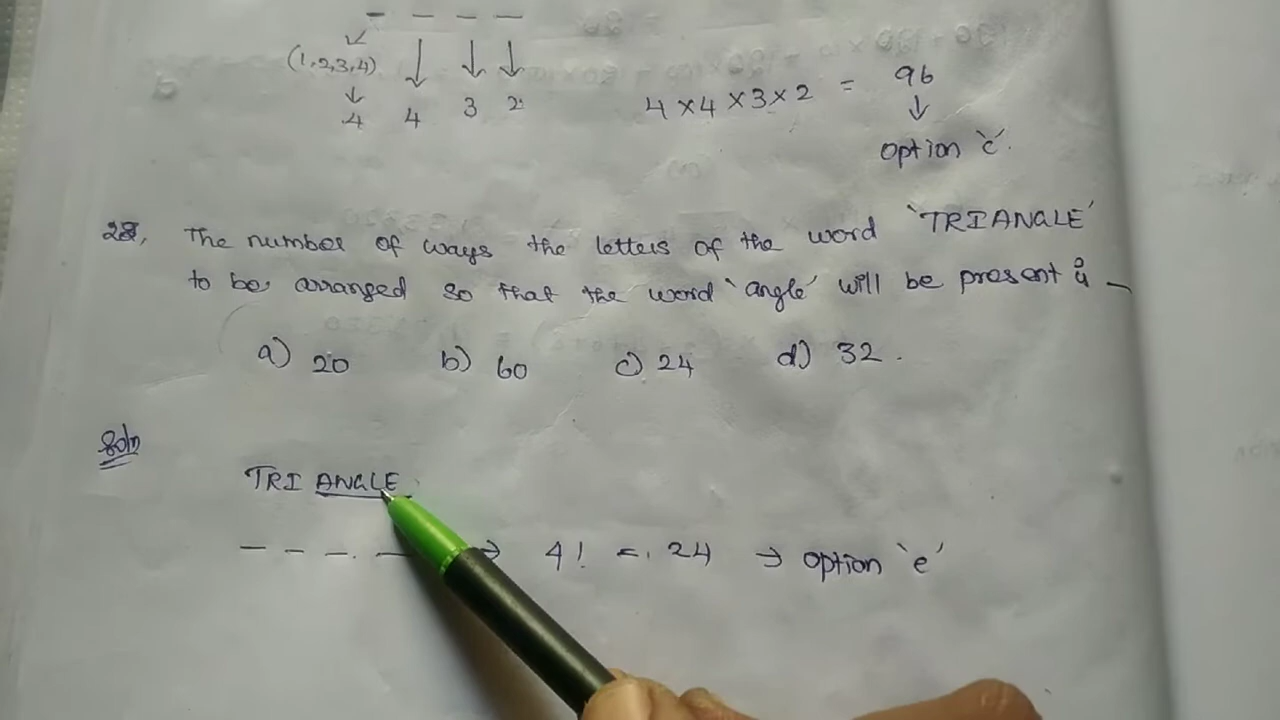 — — — —
(1,2,3,4) ↓ ↓ ↓
↓ 4 4 3 2 4 × 4 × 3 × 2 = 96
↓
option 'c'.
28, The number of ways the letters of the word 'TRIANGLE'
to be arranged so that the word 'angle' will be present is —
a) 20 b) 60 c) 24 d) 32.
Soln
TRI ANGLE
— — — — → 4! = 24 → option 'e'